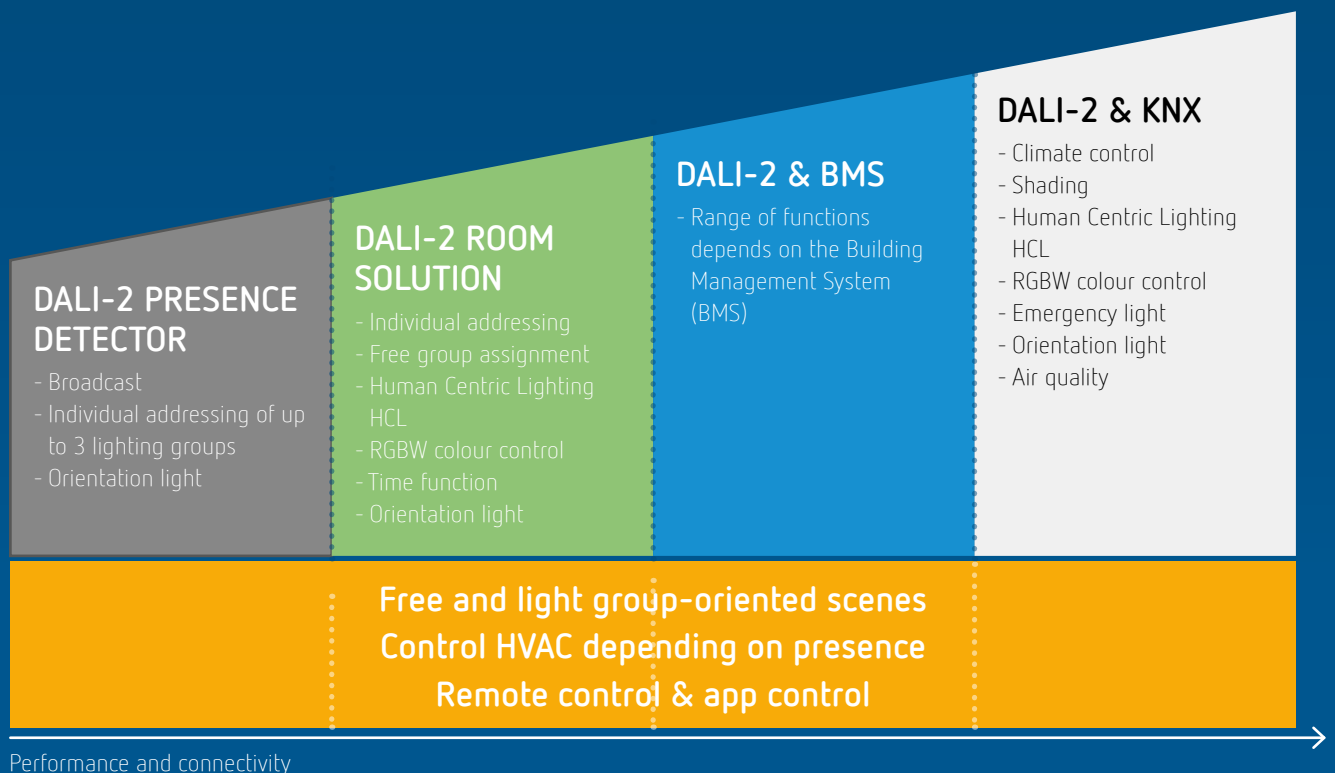 DALI-2 PRESENCE
DETECTOR
- Broadcast
- Individual addressing of up
to 3 lighting groups
- Orientation light
DALI-2 ROOM
SOLUTION
- Individual addressing
- Free group assignment
- Human Centric Lighting
HCL
- RGBW colour control
- Time function
- Orientation light
DALI-2 & BMS
- Range of functions
depends on the Building
Management System
(BMS)
DALI-2 & KNX
- Climate control
- Shading
- Human Centric Lighting
HCL
- RGBW colour control
- Emergency light
- Orientation light
- Air quality
Free and light group-oriented scenes
Control HVAC depending on presence
Remote control & app control
Performance and connectivity